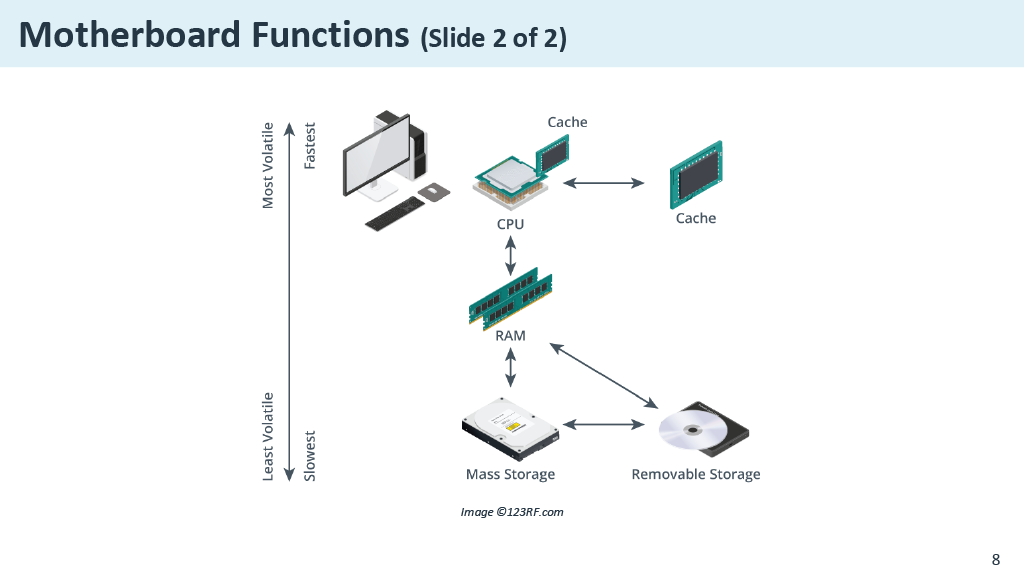 Motherboard Functions (Slide 2 of 2)
Most Volatile
Fastest
Cache
CPU
Cache
RAM
Least Volatile
Slowest
Mass Storage
Removable Storage
Image ©123RF.com
8